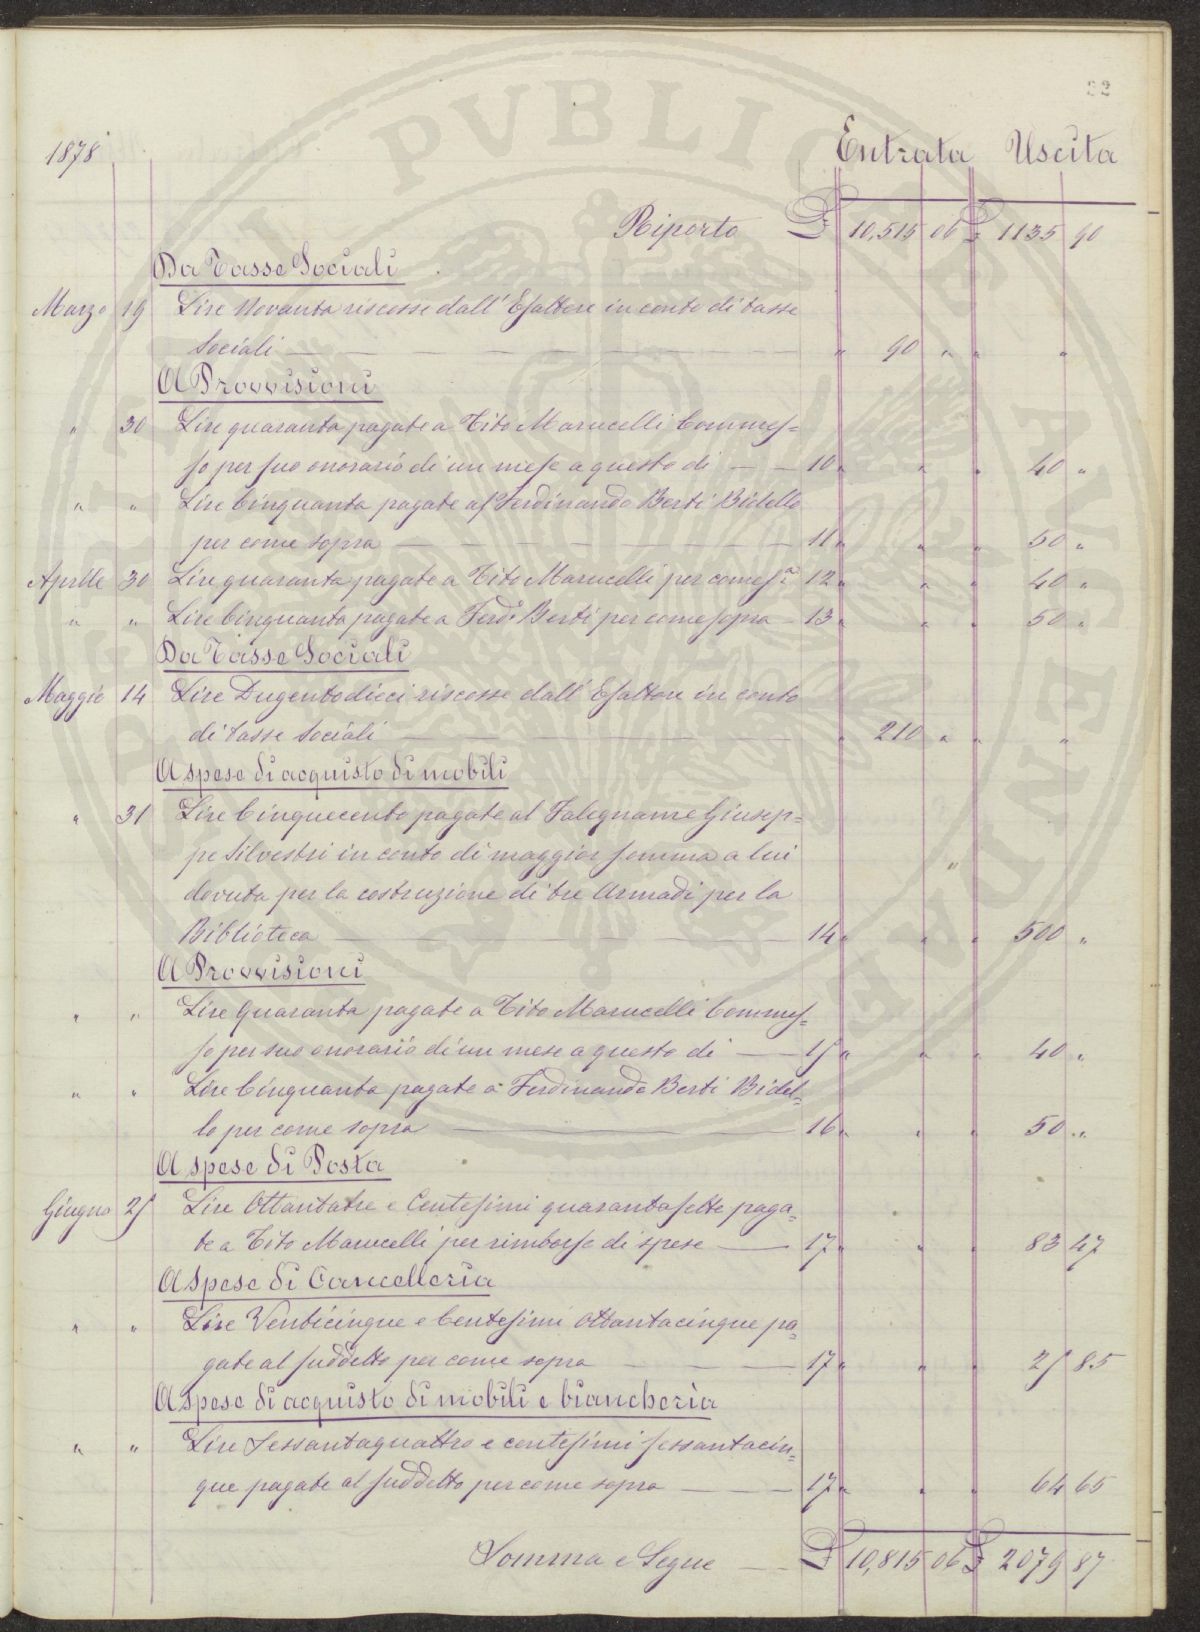 22
1878 Entrata Uscita
Riporto £ 10,515 06 £ 1135 90
Da Tasse Sociali
Marzo 19 Lire Novanta riscosse dall' Esattore in conto di tasse
Sociali " 90 " " "
A Provvisioni
" 30 Lire quaranta pagate a Tito Marucelli Commes=
so per suo onorario di un mese a questo dì 10 " " " 40 "
" " Lire Cinquanta pagate a Ferdinando Berti Bidello
per come sopra 11 " " " 50 "
Aprile 30 Lire quaranta pagate a Tito Marucelli per come s.a 12 " " " 40 "
" " Lire Cinquanta pagate a Ferd.o Berti per come sopra 13 " " " 50 "
Da Tasse Sociali
Maggio 14 Lire Dugentodieci riscosse dall' Esattore in conto
di tasse Sociali " 210 " " "
A spese di acquisto di mobili
" 31 Lire Cinquecento pagate al Falegname Giusep=
pe Silvestri in conto di maggior somma a lui
dovuta per la costruzione di tre Armadi per la "
Biblioteca 14 " " " 500 "
A Provvisioni
" " Lire Quaranta pagate a Tito Marucelli Commes=
so per suo onorario di un mese a questo dì 15 " " " 40 "
" " Lire Cinquanta pagate a Ferdinando Berti Bidel=
lo per come sopra 16 " " " 50 "
A spese di Posta
Giugno 25 Lire Ottantatre e Centesimi quarantasette paga=
te a Tito Marucelli per rimborso di spese 17 " " " 83 47
A Spese di Cancelleria
" " Lire Venticinque e Centesimi Ottantacinque pa=
gate al suddetto per come sopra 17 " " " 25 85
A spese di acquisto di mobili e biancheria
" " Lire Sessantaquattro e centesimi sessantacin=
que pagate al suddetto per come sopra 17 " " " 64 65
Somma e Segue £ 10,815 06 £ 2079 87